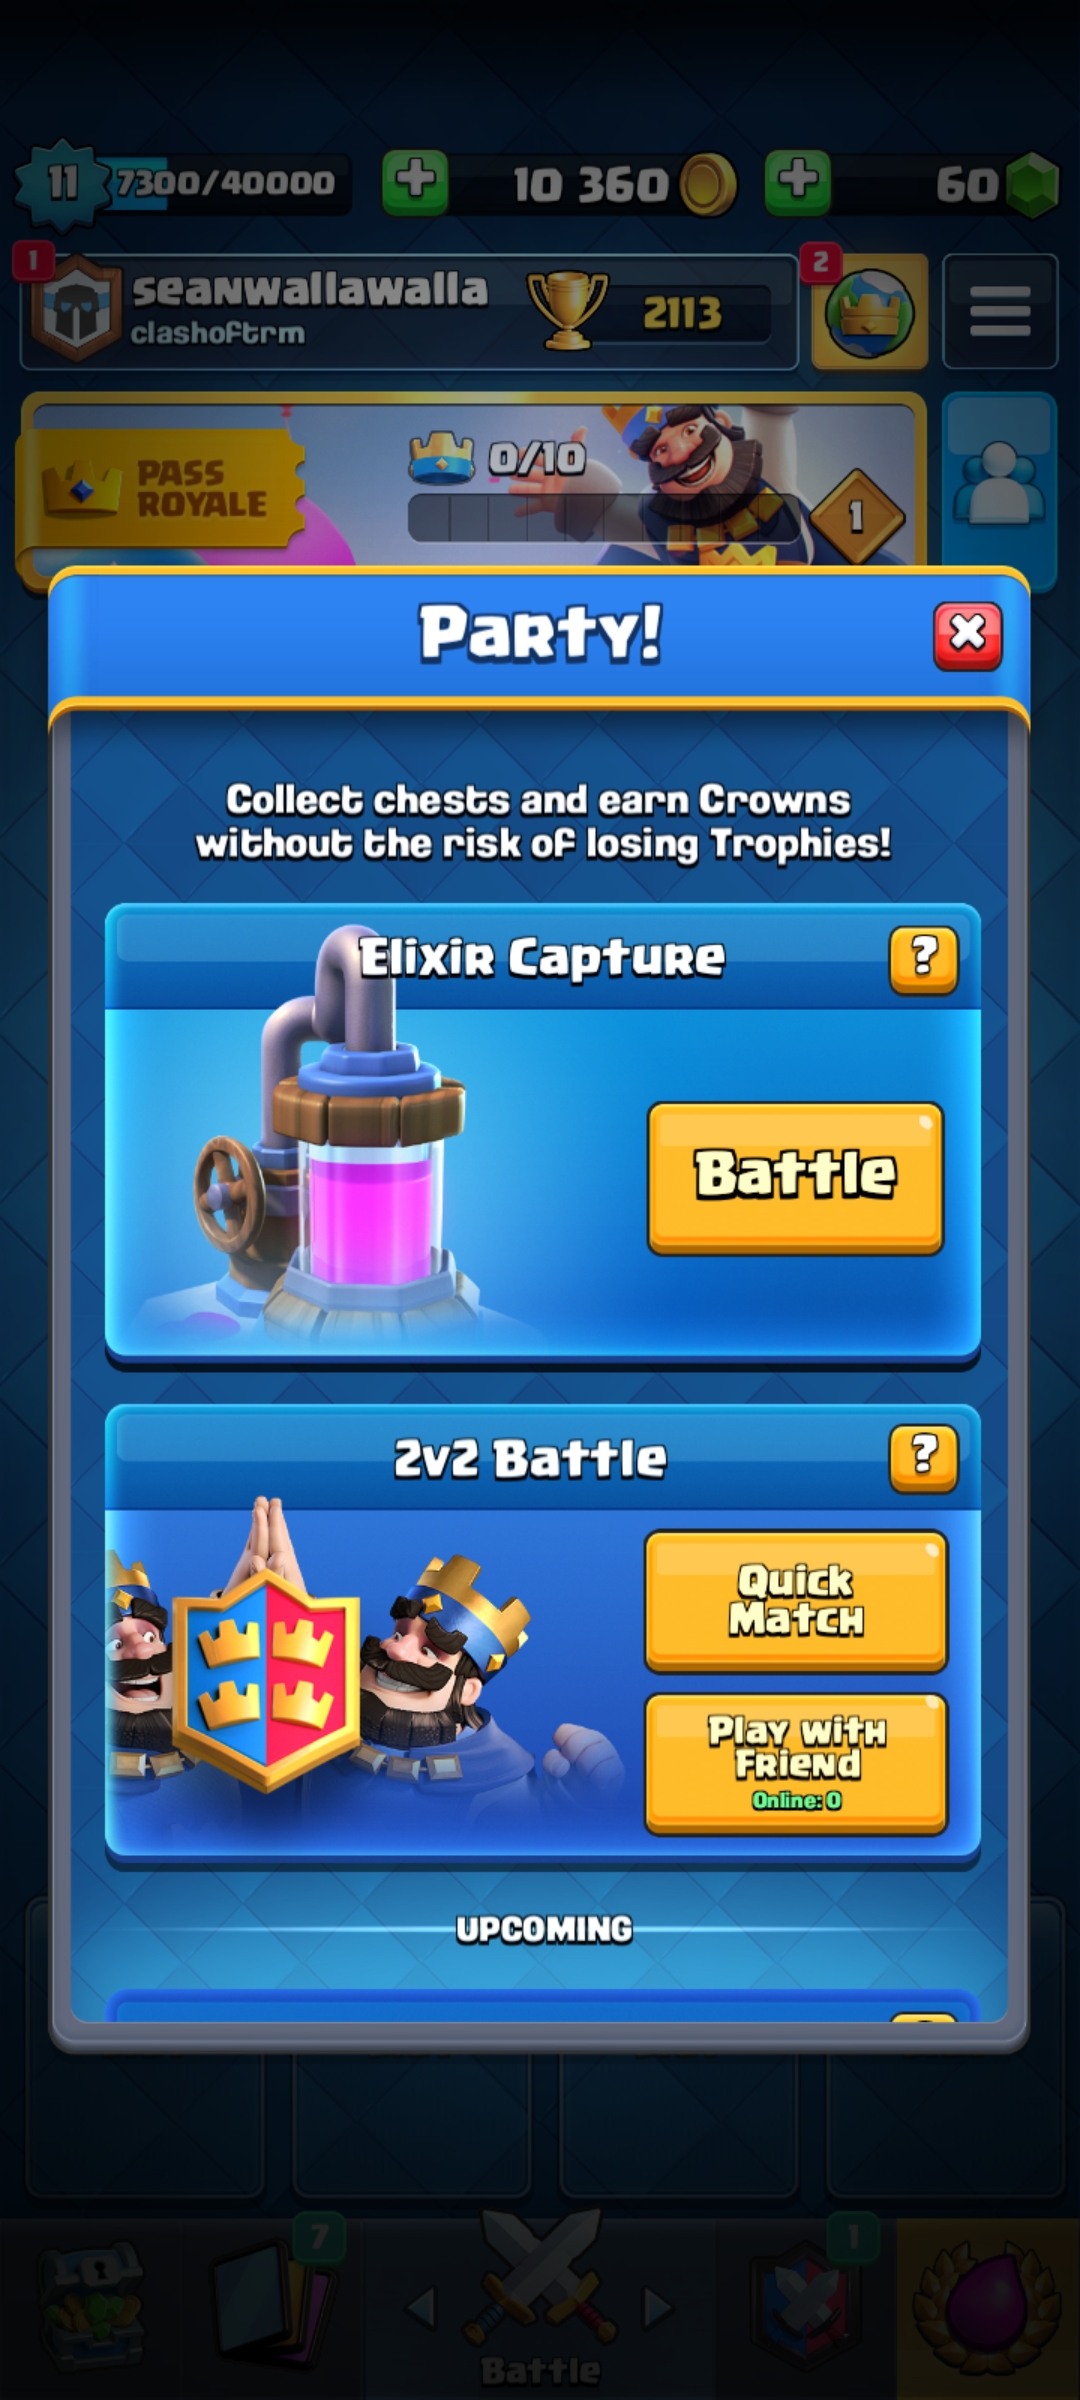 11
7300/40000
10 360
60
1
seanwallawalla
clashoftrm
2113
2
PASS
ROYALE
0/10
1
Party!
Collect chests and earn Crowns
without the risk of losing Trophies!
Elixir Capture
?
Battle
2v2 Battle
?
Quick
Match
Play with
Friend
Online: 0
UPCOMING
7
1
Battle